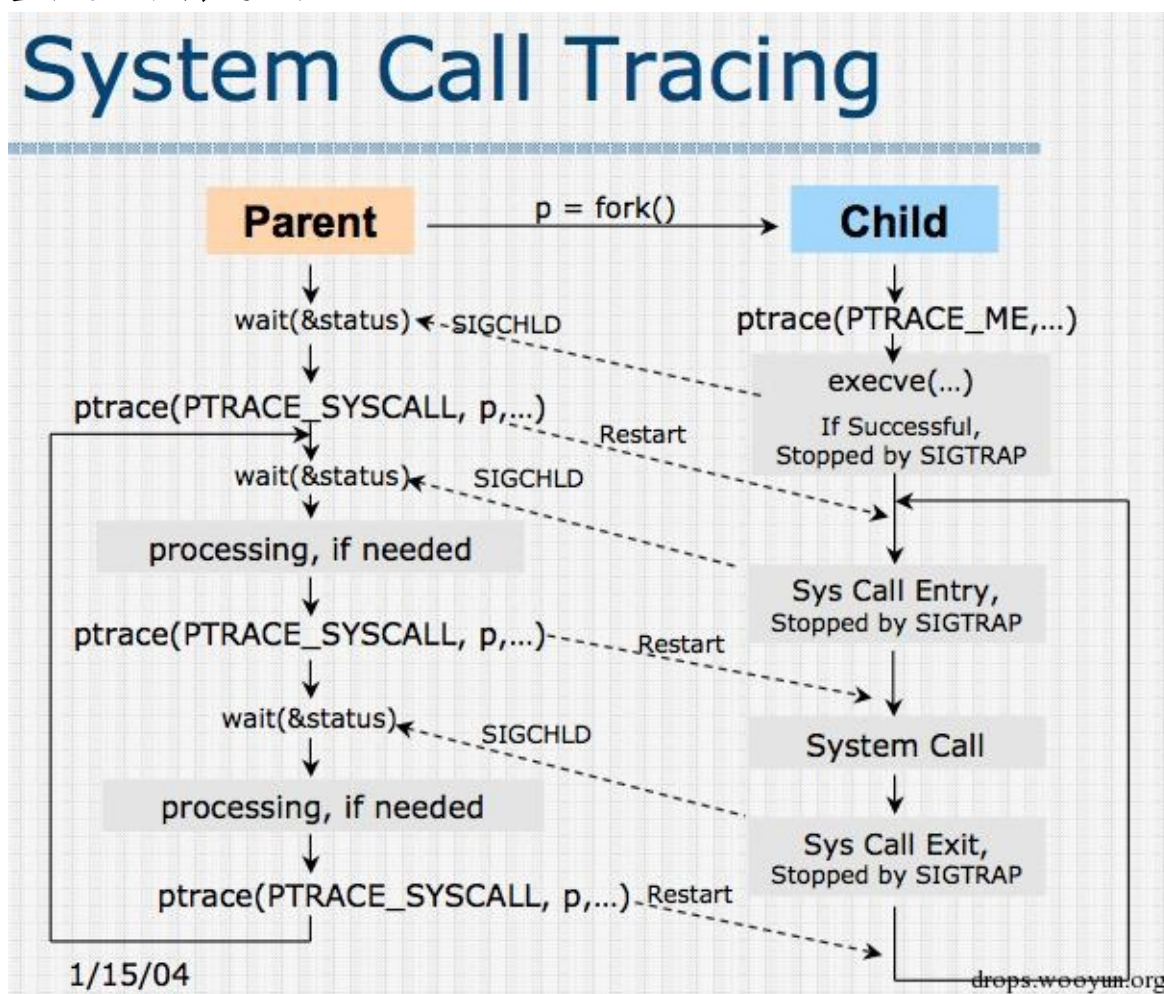 System Call Tracing
Parent
p = fork()
Child
wait(&status)
SIGCHLD
ptrace(PTRACE_ME,...)
execve(...)
If Successful,
Stopped by SIGTRAP
ptrace(PTRACE_SYSCALL, p,...)
Restart
wait(&status)
SIGCHLD
processing, if needed
Sys Call Entry,
Stopped by SIGTRAP
ptrace(PTRACE_SYSCALL, p,...)
Restart
wait(&status)
SIGCHLD
System Call
processing, if needed
Sys Call Exit,
Stopped by SIGTRAP
ptrace(PTRACE_SYSCALL, p,...)
Restart
1/15/04
drops.wooyun.org